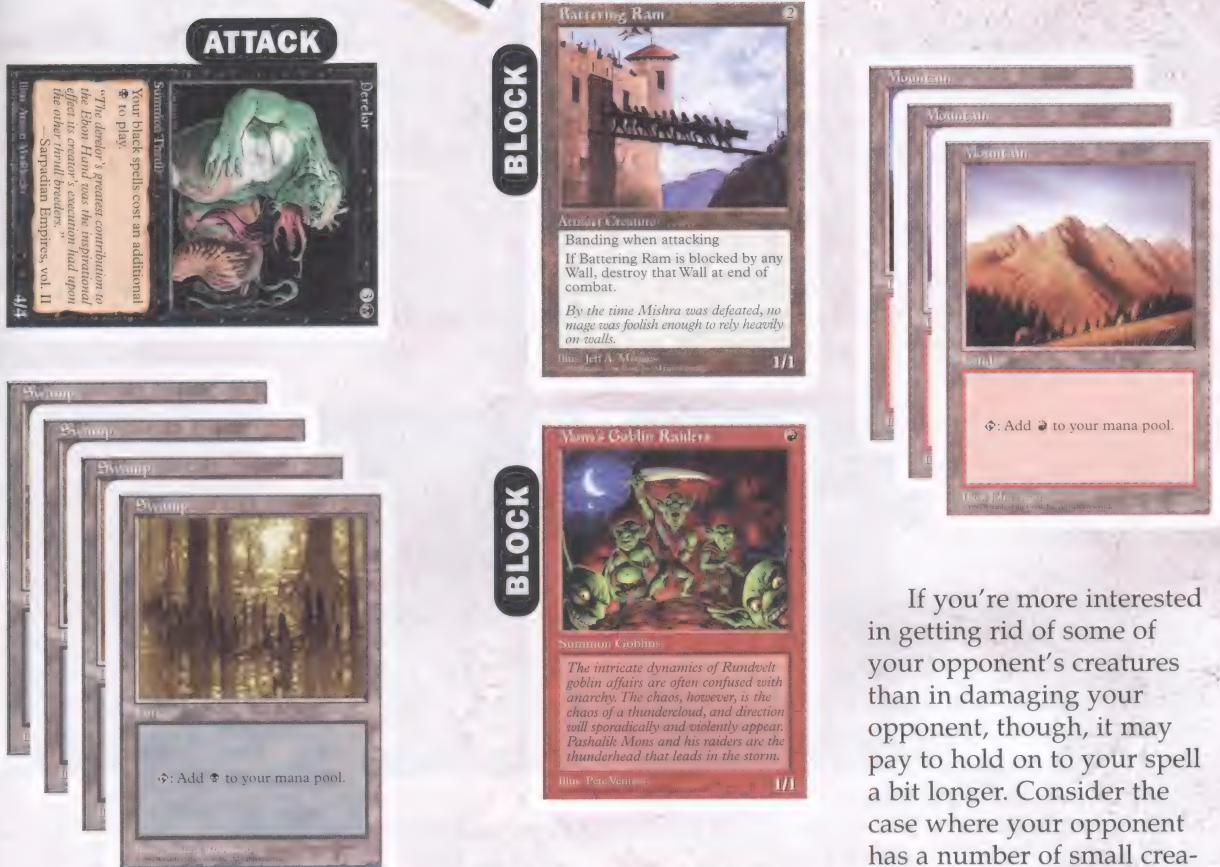 ATTACK
Derelor
3
Summon Thrull
Your black spells cost an additional
to play.
"The derelor's greatest contribution to
the Ebon Hand was the inspirational
effect its creator's execution had upon
the other thrull breeders."
—Sarpadian Empires, vol. II
Illus.
4/4
BLOCK
Battering Ram
2
Artifact Creature
Banding when attacking
If Battering Ram is blocked by any
Wall, destroy that Wall at end of
combat.
By the time Mishra was defeated, no
mage was foolish enough to rely heavily
on walls.
Illus. Jeff A.
1/1
Mountain
Mountain
Mountain
Land
: Add to your mana pool.
Illus. John
Swamp
Swamp
Swamp
Swamp
Land
: Add to your mana pool.
BLOCK
Mons's Goblin Raiders
Summon Goblins
The intricate dynamics of Rundvelt
goblin affairs are often confused with
anarchy. The chaos, however, is the
chaos of a thundercloud, and direction
will sporadically and violently appear.
Pashalik Mons and his raiders are the
thunderhead that leads in the storm.
Illus. Pete Venters
1/1
If you're more interested
in getting rid of some of
your opponent's creatures
than in damaging your
opponent, though, it may
pay to hold on to your spell
a bit longer. Consider the
case where your opponent
has a number of small crea-